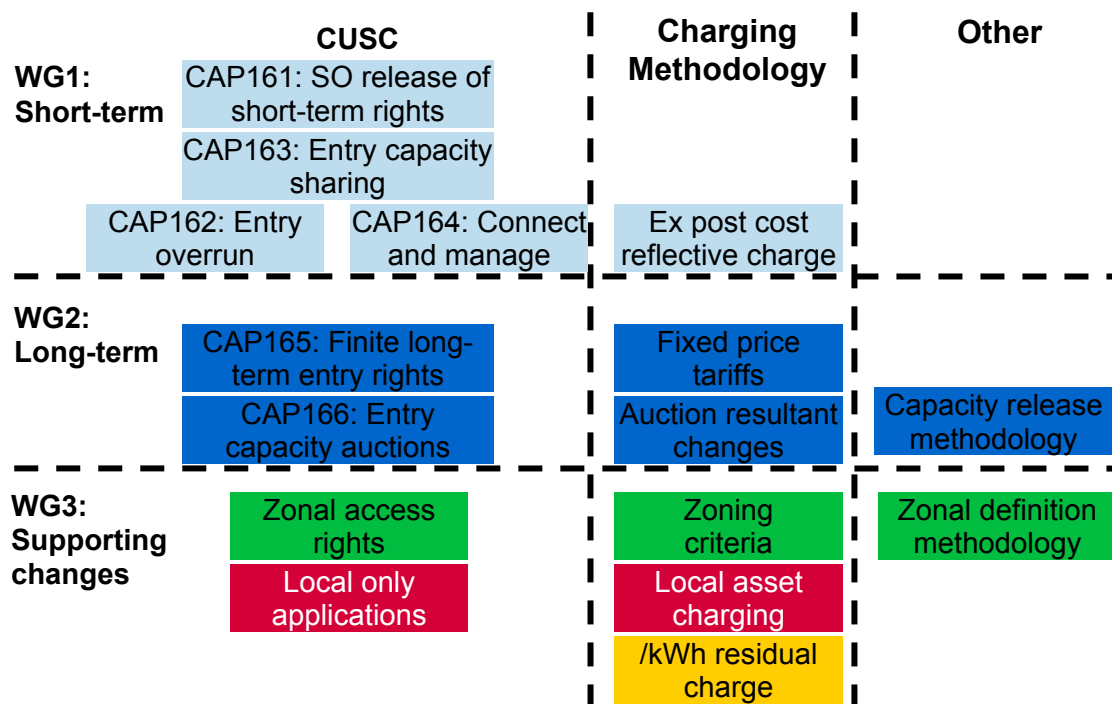 CUSC
Charging
Methodology
Other
WG1:
Short-term
CAP161: SO release of
short-term rights
CAP163: Entry capacity
sharing
CAP162: Entry
overrun
CAP164: Connect
and manage
Ex post cost
reflective charge
WG2:
Long-term
CAP165: Finite long-
term entry rights
Fixed price
tariffs
CAP166: Entry
capacity auctions
Auction resultant
changes
Capacity release
methodology
WG3:
Supporting
changes
Zonal access
rights
Zoning
criteria
Zonal definition
methodology
Local only
applications
Local asset
charging
/kWh residual
charge